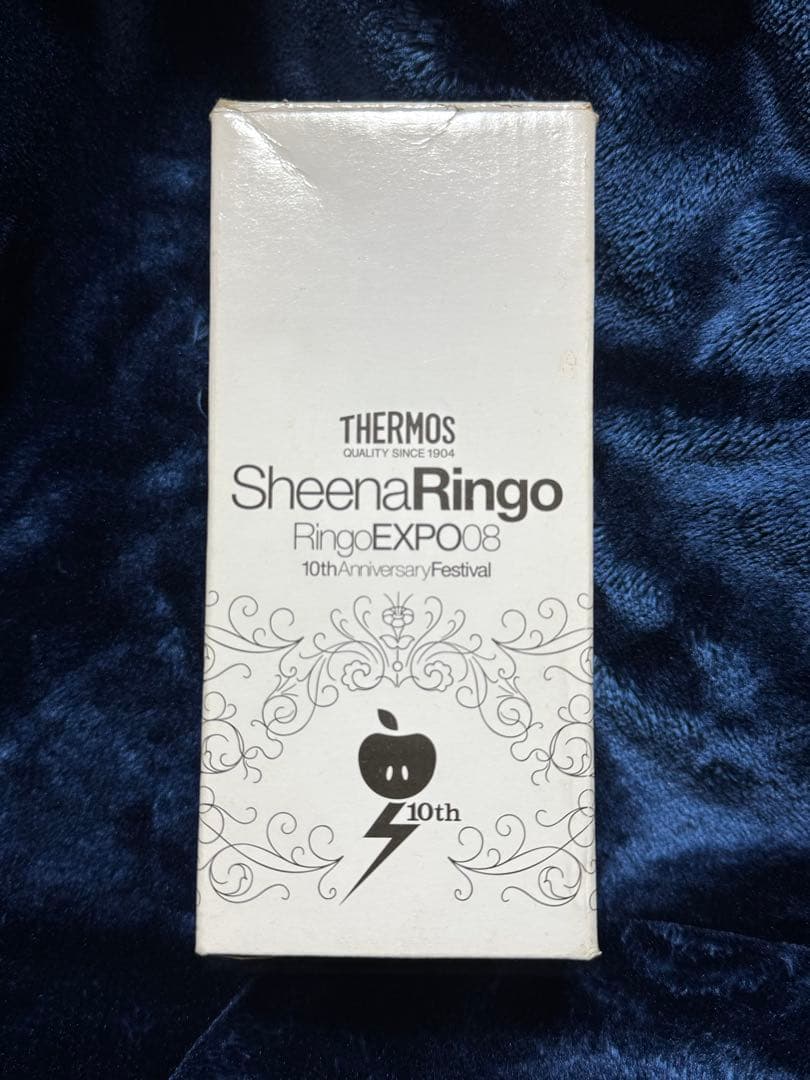 THERMOS
QUALITY SINCE 1904
SheenaRingo
RingoEXPO08
10thAnniversaryFestival
10th